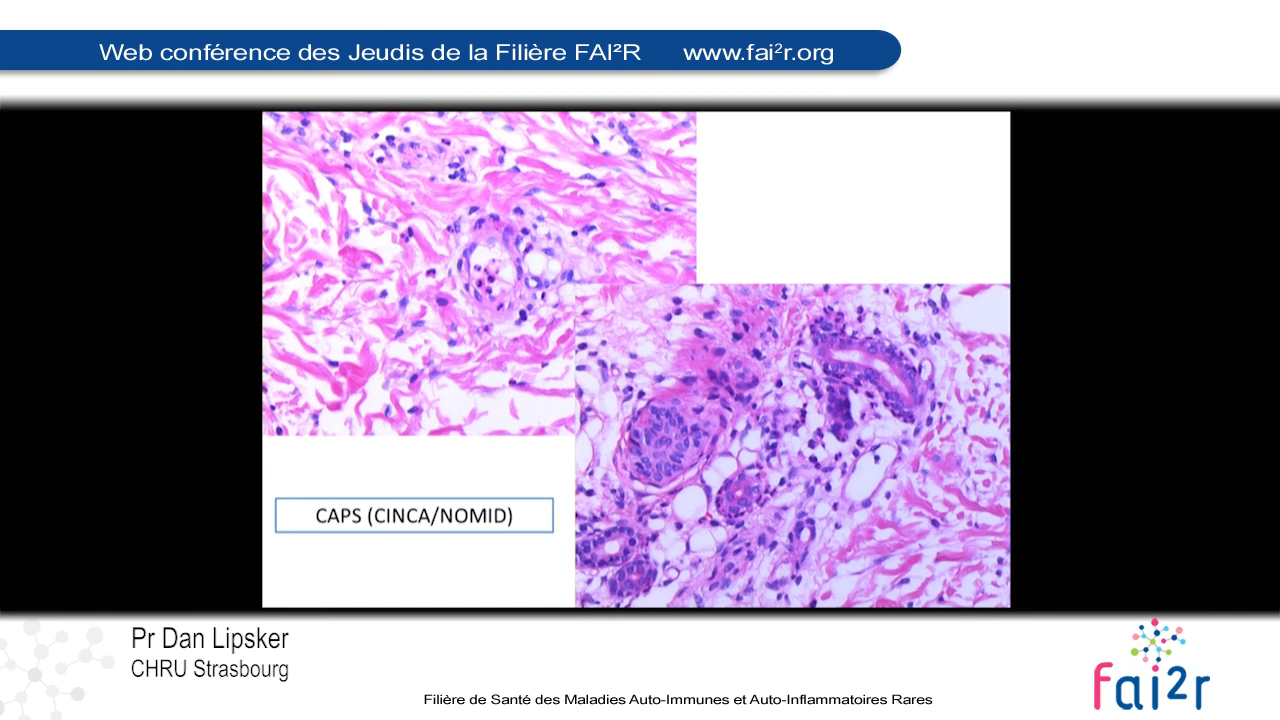 Web conférence des Jeudis de la Filière FAI²R www.fai²r.org
CAPS (CINCA/NOMID)
Pr Dan Lipsker
CHRU Strasbourg
Filière de Santé des Maladies Auto-Immunes et Auto-Inflammatoires Rares
fai2r